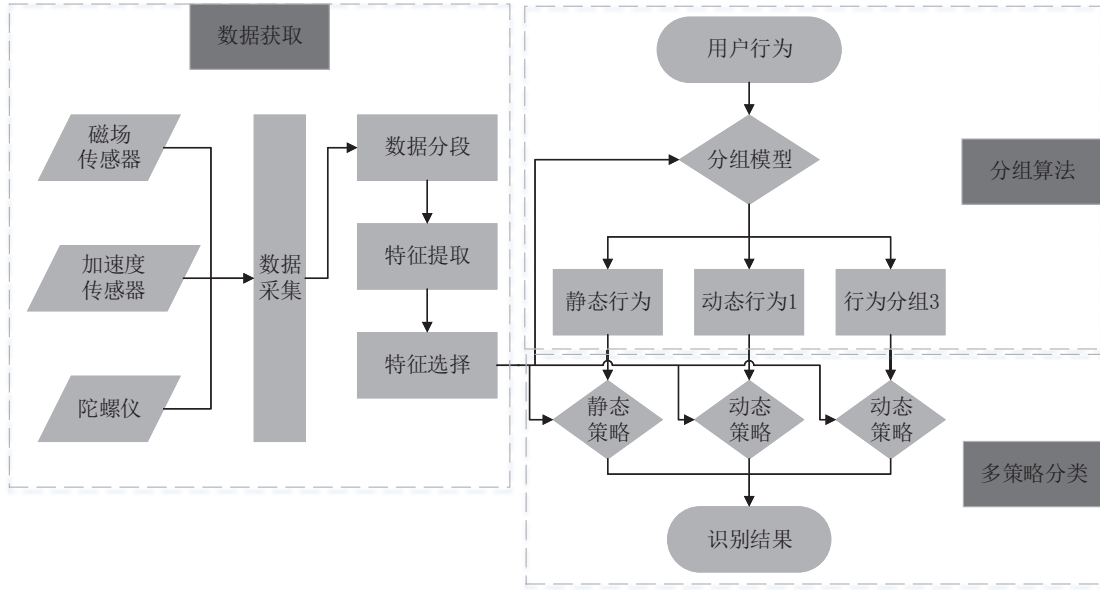 数据获取
磁场
传感器
加速度
传感器
陀螺仪
数据
采集
数据分段
特征提取
特征选择
用户行为
分组模型
分组算法
静态行为
动态行为1
行为分组3
静态
策略
动态
策略
动态
策略
多策略分类
识别结果